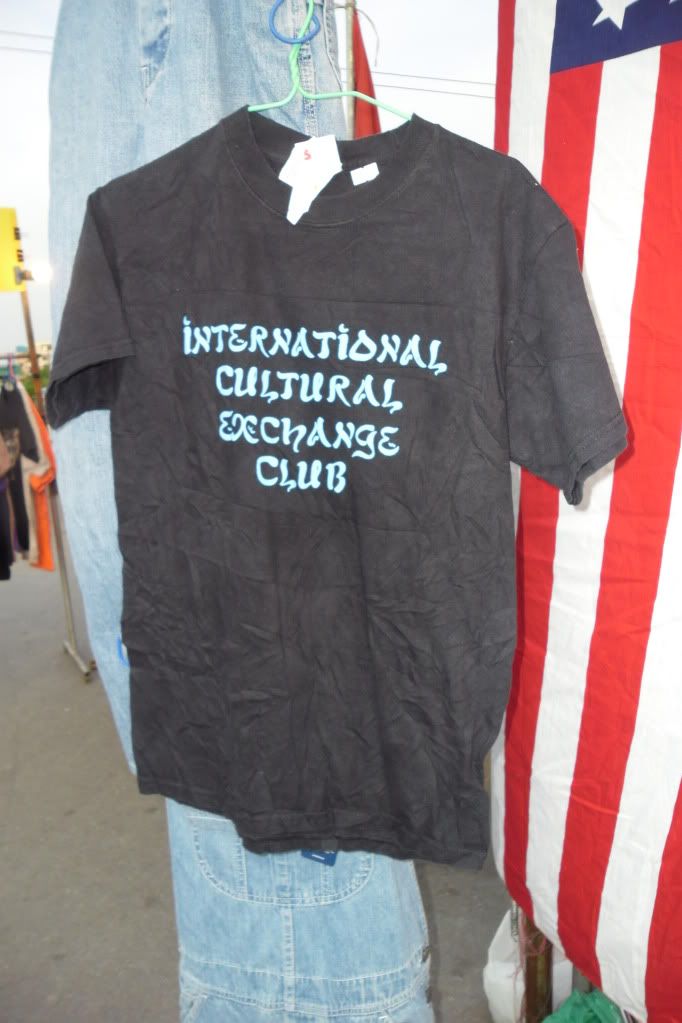 S
INTERNATIONAL
CULTURAL
EXCHANGE
CLUB